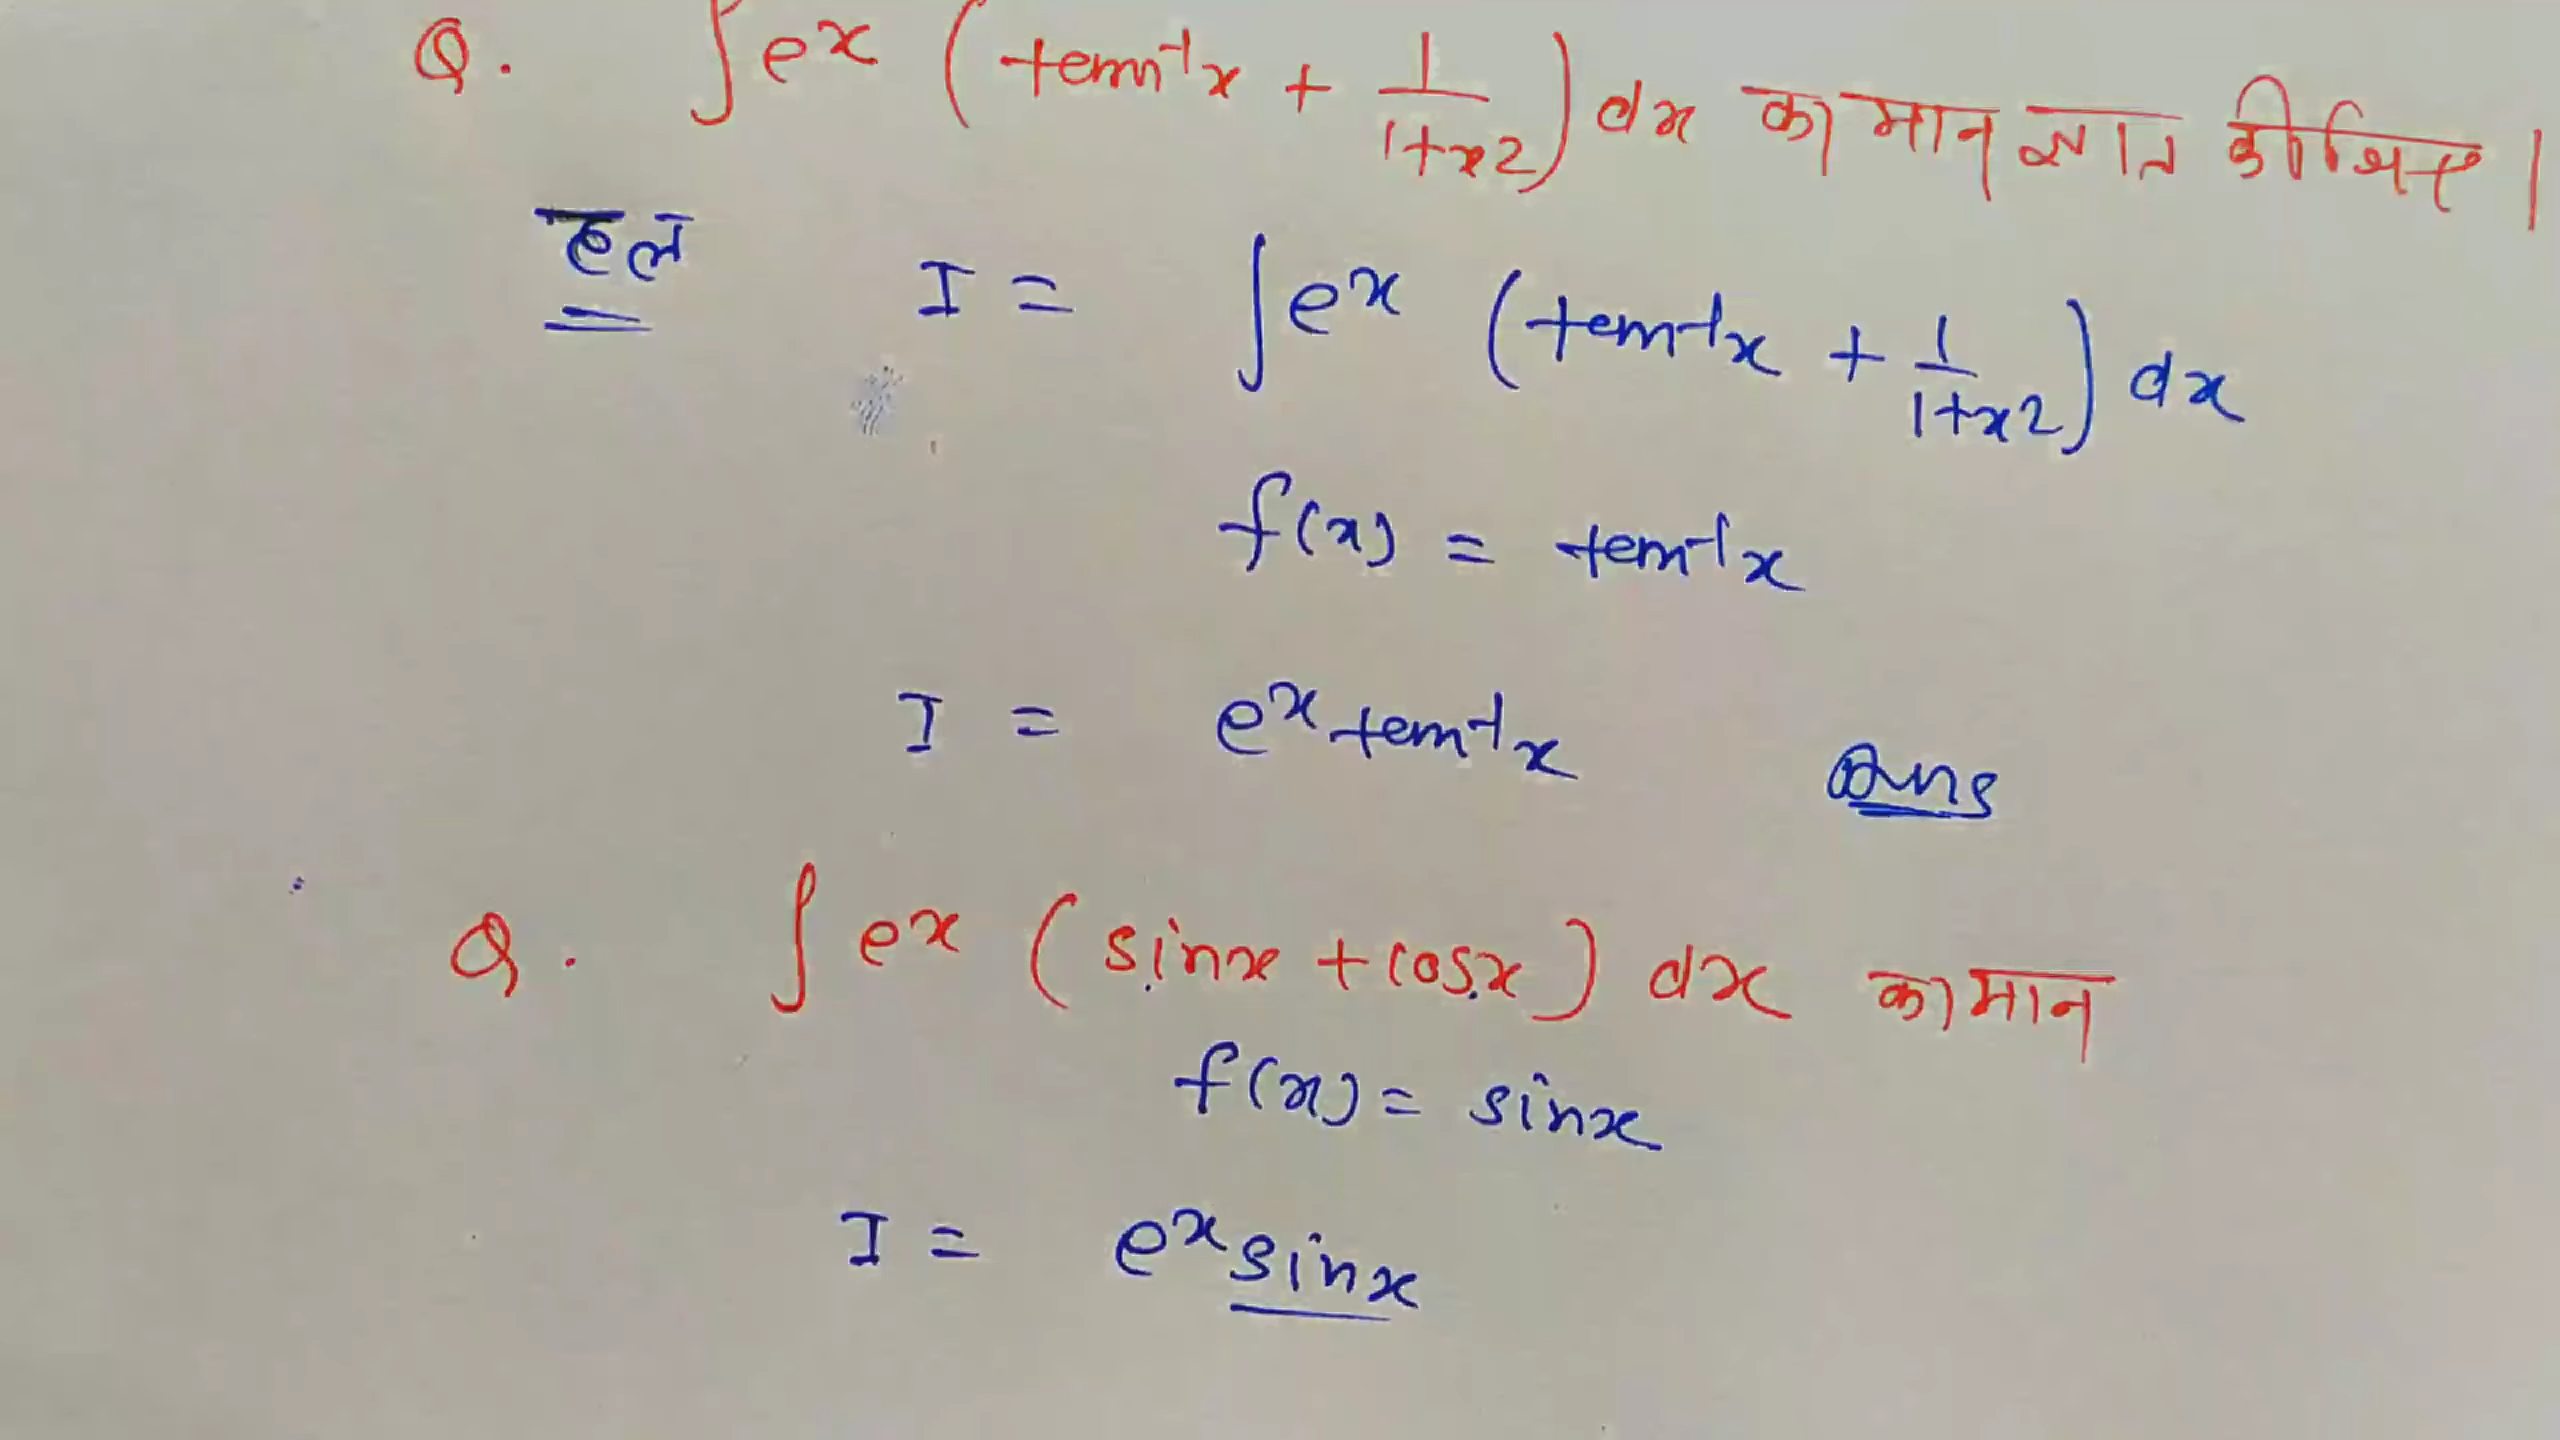 Q. ∫ eˣ (tan⁻¹x + 1/(1+x²)) dx का मान ज्ञात कीजिए।
हल I = ∫ eˣ (tan⁻¹x + 1/(1+x²)) dx
f(x) = tan⁻¹x
I = eˣ tan⁻¹x Ans
Q. ∫ eˣ (sinx + cosx) dx का मान
f(x) = sinx
I = eˣ sinx